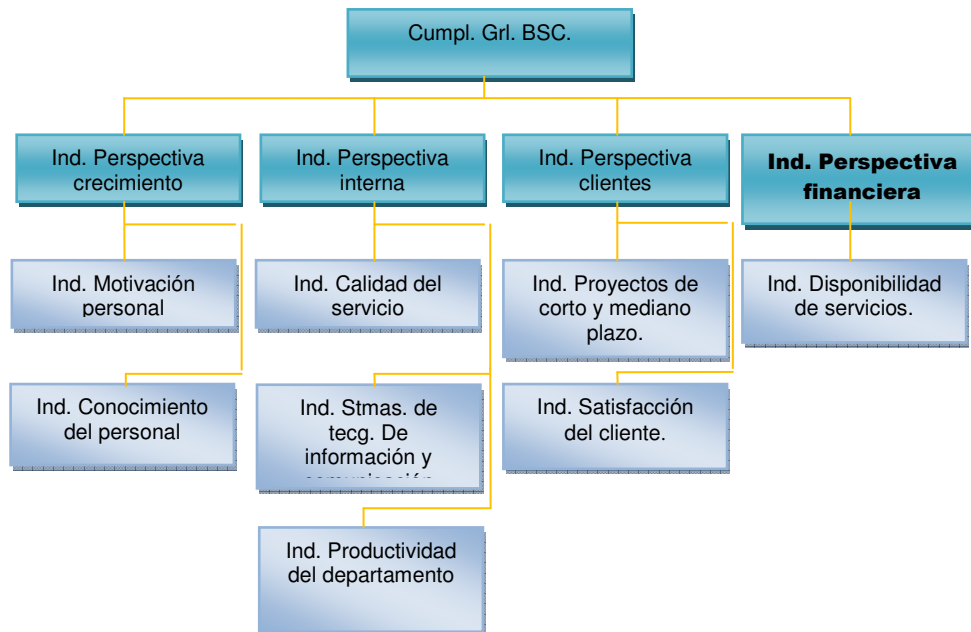 Cumpl. Grl. BSC.
Ind. Perspectiva
crecimiento
Ind. Perspectiva
interna
Ind. Perspectiva
clientes
Ind. Perspectiva
financiera
Ind. Motivación
personal
Ind. Calidad del
servicio
Ind. Proyectos de
corto y mediano
plazo.
Ind. Disponibilidad
de servicios.
Ind. Conocimiento
del personal
Ind. Stmas. de
tecg. De
información y
Ind. Satisfacción
del cliente.
Ind. Productividad
del departamento